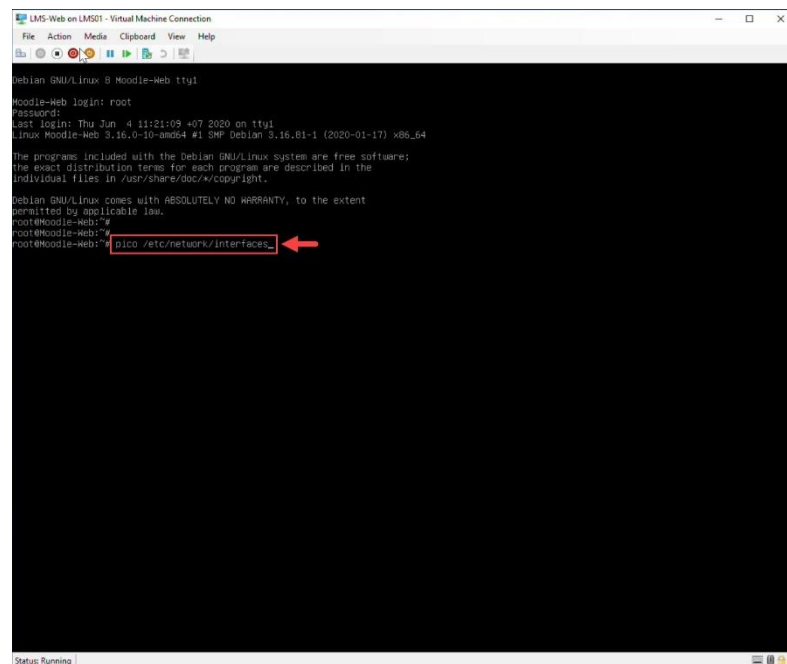 LMS-Web on LMS01 - Virtual Machine Connection
File Action Media Clipboard View Help
Debian GNU/Linux 8 Moodle-Web tty1
Moodle-Web login: root
Password:
Last login: Thu Jun  4 11:21:09 +07 2020 on tty1
Linux Moodle-Web 3.16.0-10-amd64 #1 SMP Debian 3.16.81-1 (2020-01-17) x86_64
The programs included with the Debian GNU/Linux system are free software;
the exact distribution terms for each program are described in the
individual files in /usr/share/doc/*/copyright.
Debian GNU/Linux comes with ABSOLUTELY NO WARRANTY, to the extent
permitted by applicable law.
root@Moodle-Web:~#
root@Moodle-Web:~#
root@Moodle-Web:~# pico /etc/network/interfaces_
Status: Running